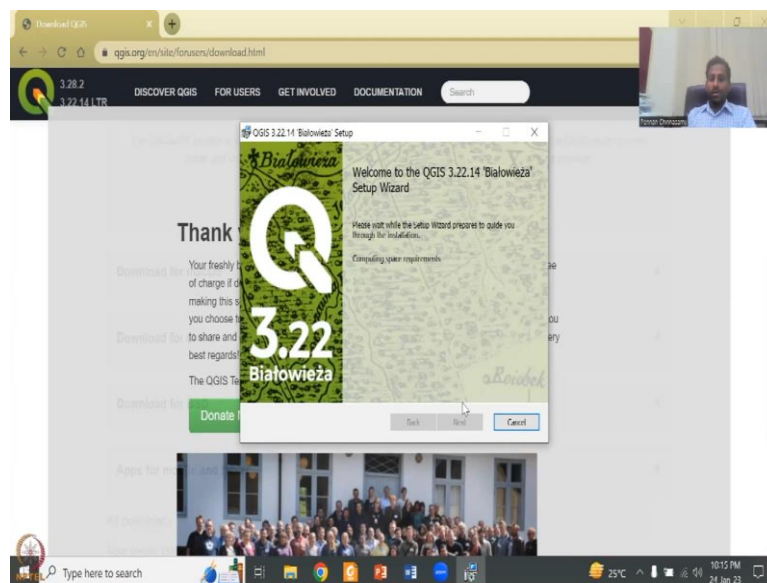 Download QGIS
qgis.org/en/site/forusers/download.html
3.28.2
3.22.14 LTR
DISCOVER QGIS FOR USERS GET INVOLVED DOCUMENTATION Search
QGIS 3.22.14 'Białowieża' Setup
Białowieza
Welcome to the QGIS 3.22.14 'Białowieża'
Setup Wizard
Please wait while the Setup Wizard prepares to guide you
through the installation.
Computing space requirements
3.22
Białowieża
Back Next Cancel
Thank
Your freshly
of charge if
making this
you choose
to share and
best regards!
The QGIS
Donate
Download for
Download for
Download for
Apps for
NPTEL
Type here to search
25°C
10:15 PM
24 Jan 23